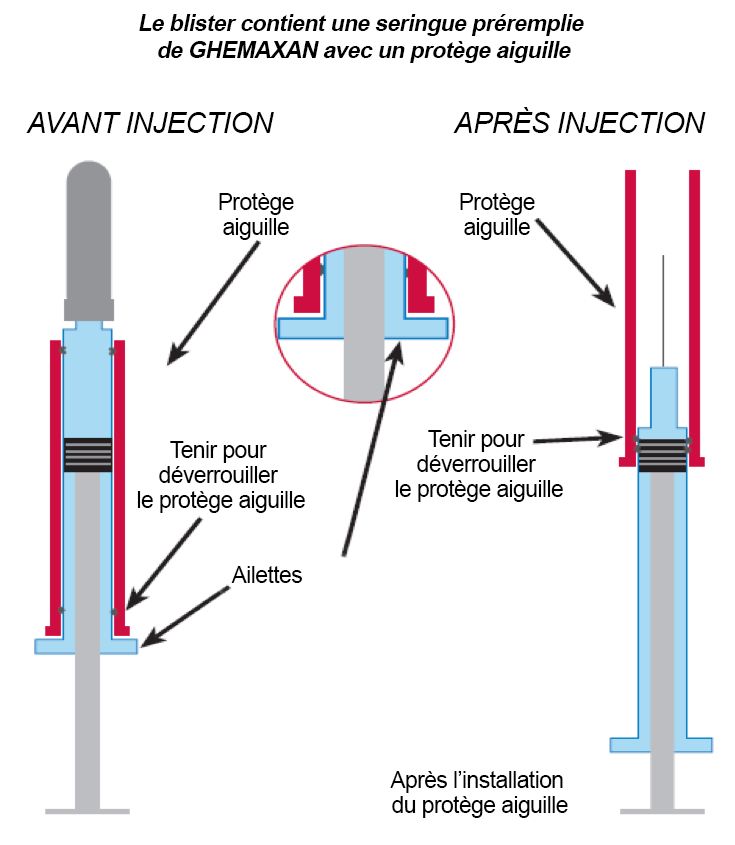 Le blister contient une seringue préremplie
de GHEMAXAN avec un protège aiguille
AVANT INJECTION
APRÈS INJECTION
Protège
aiguille
Protège
aiguille
Tenir pour
déverrouiller
le protège aiguille
Tenir pour
déverrouiller
le protège aiguille
Ailettes
Après l’installation
du protège aiguille